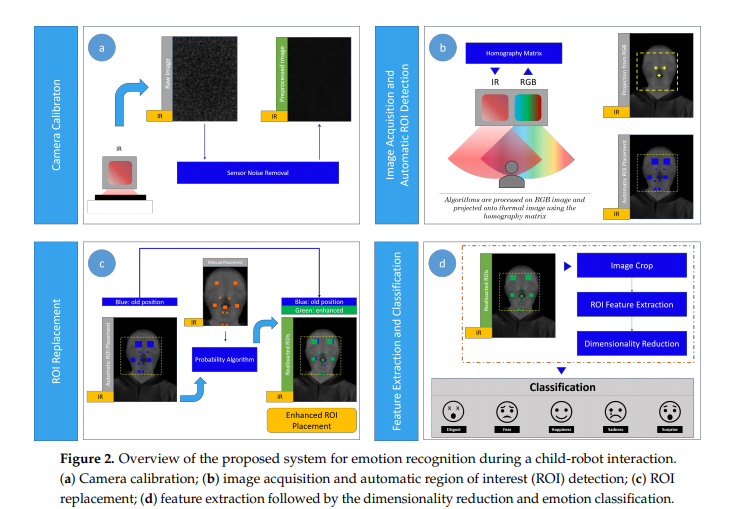 Camera Calibraton
a
Raw Image
IR
Preprocessed Image
IR
IR
Sensor Noise Removal
Image Acquisition and
Automatic ROI Detection
b
Homography Matrix
IR
RGB
Algorithms are processed on RGB image and
projected onto thermal image using the
homography matrix
Projection from RGB
IR
Automatic ROI Placement
IR
ROI Replacement
c
Blue: old position
Automatic ROI Placement
IR
Manual Placement
IR
Probability Algorithm
Blue: old position
Green: enhanced
Reallocated ROIs
IR
Enhanced ROI
Placement
Feature Extraction and Classification
d
Reallocated ROIs
IR
Image Crop
ROI Feature Extraction
Dimensionality Reduction
Classification
Disgust
Fear
Happiness
Sadness
Surprise
Figure 2. Overview of the proposed system for emotion recognition during a child-robot interaction.
(a) Camera calibration; (b) image acquisition and automatic region of interest (ROI) detection; (c) ROI
replacement; (d) feature extraction followed by the dimensionality reduction and emotion classification.